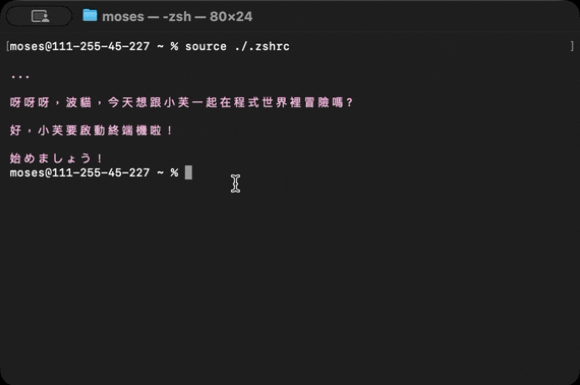 moses — -zsh — 80×24
[moses@111-255-45-227 ~ % source ./.zshrc ]
...
呀呀呀，波貓，今天想跟小芙一起在程式世界裡冒險嗎？
好，小芙要啟動終端機啦！
始めましょう！
moses@111-255-45-227 ~ %